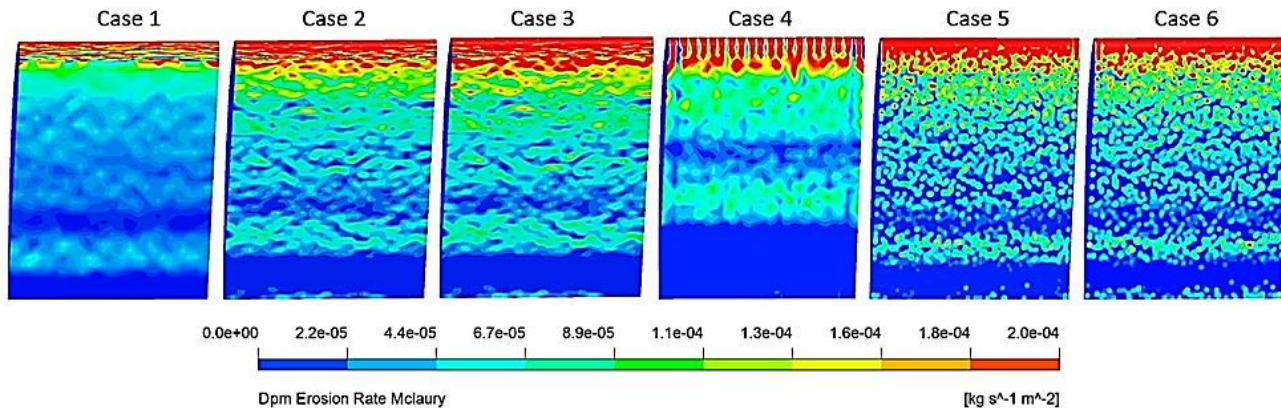 Case 1 Case 2 Case 3 Case 4 Case 5 Case 6
0.0e+00 2.2e-05 4.4e-05 6.7e-05 8.9e-05 1.1e-04 1.3e-04 1.6e-04 1.8e-04 2.0e-04
Dpm Erosion Rate Mclaury [kg s^-1 m^-2]